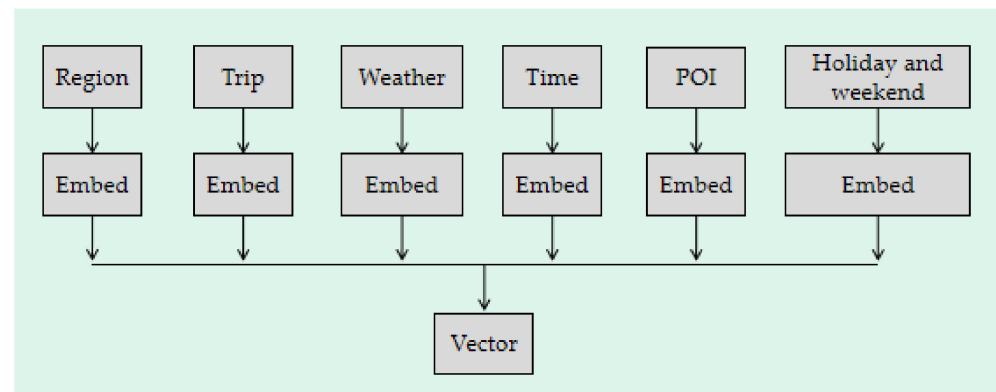 Region
Trip
Weather
Time
POI
Holiday and
weekend
Embed
Embed
Embed
Embed
Embed
Embed
Vector